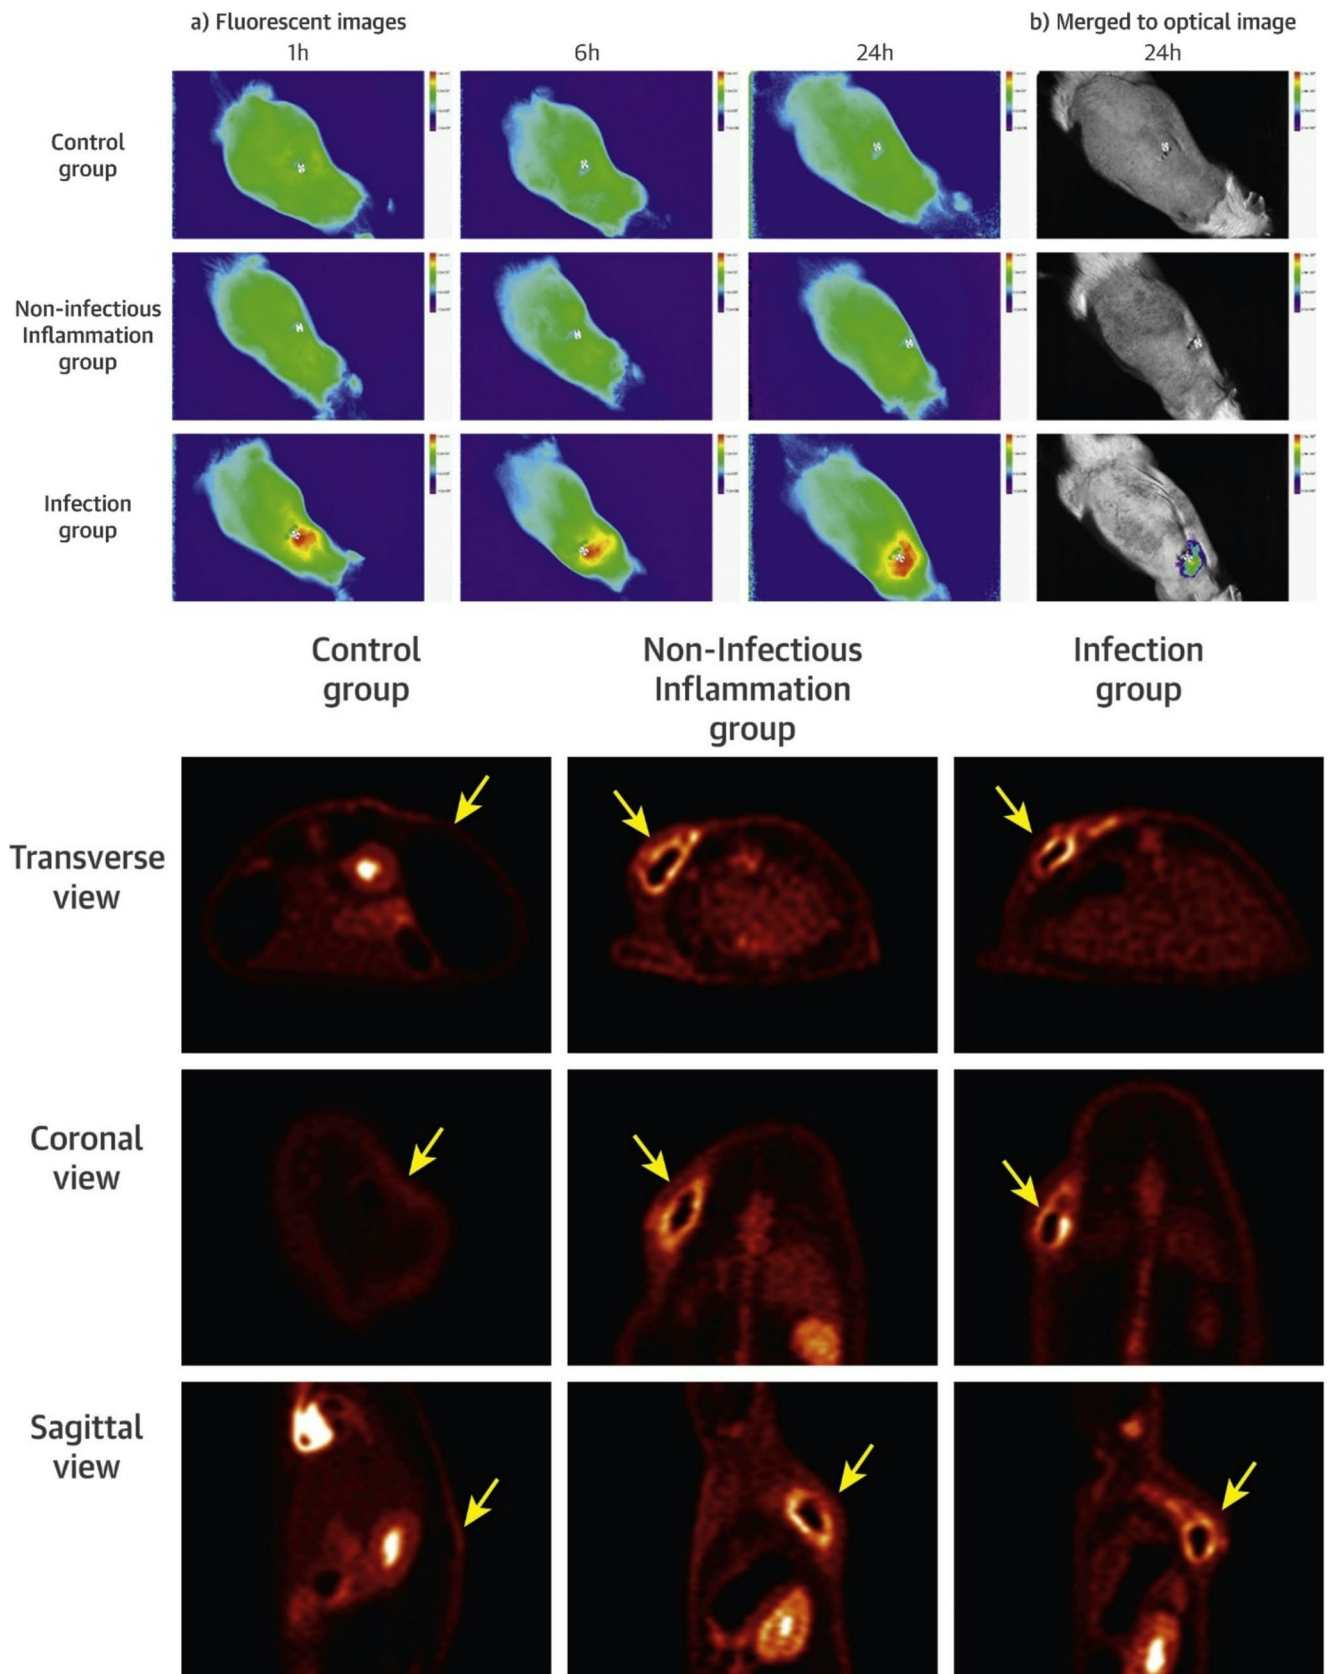 a) Fluorescent images
b) Merged to optical image
1h
6h
24h
24h
Control
group
Non-infectious
Inflammation
group
Infection
group
Control
group
Non-Infectious
Inflammation
group
Infection
group
Transverse
view
Coronal
view
Sagittal
view